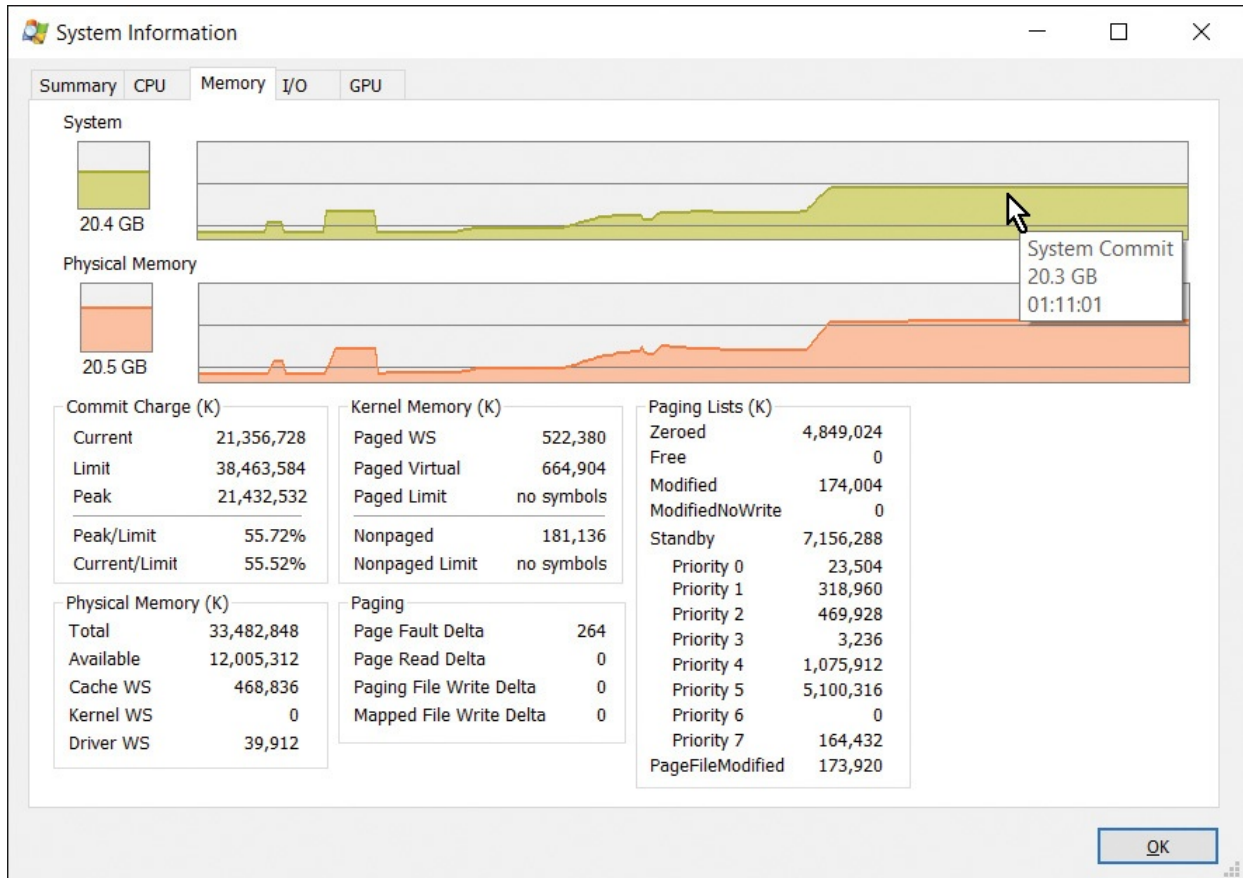 System Information
Summary CPU Memory I/O GPU
System
20.4 GB
System Commit
20.3 GB
01:11:01
Physical Memory
20.5 GB
Commit Charge (K)
Current 21,356,728
Limit 38,463,584
Peak 21,432,532
Peak/Limit 55.72%
Current/Limit 55.52%
Physical Memory (K)
Total 33,482,848
Available 12,005,312
Cache WS 468,836
Kernel WS 0
Driver WS 39,912
Kernel Memory (K)
Paged WS 522,380
Paged Virtual 664,904
Paged Limit no symbols
Nonpaged 181,136
Nonpaged Limit no symbols
Paging
Page Fault Delta 264
Page Read Delta 0
Paging File Write Delta 0
Mapped File Write Delta 0
Paging Lists (K)
Zeroed 4,849,024
Free 0
Modified 174,004
ModifiedNoWrite 0
Standby 7,156,288
Priority 0 23,504
Priority 1 318,960
Priority 2 469,928
Priority 3 3,236
Priority 4 1,075,912
Priority 5 5,100,316
Priority 6 0
Priority 7 164,432
PageFileModified 173,920
OK